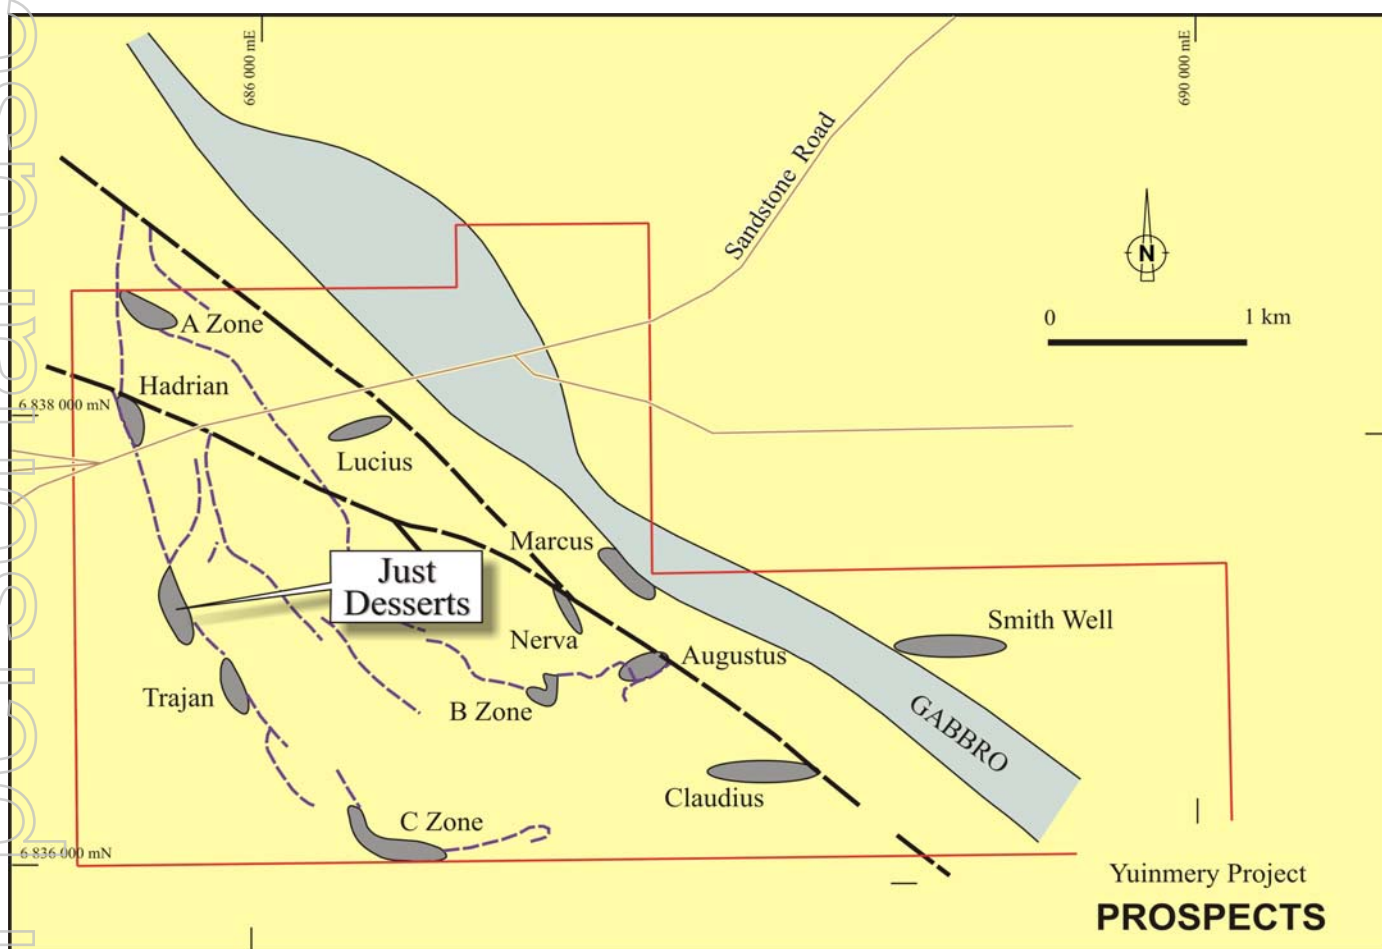 686 000 mE
690 000 mE
Sandstone Road
N
0 1 km
A Zone
Hadrian
6 838 000 mN
Lucius
Marcus
Just
Desserts
Smith Well
Nerva
Augustus
Trajan
B Zone
GABBRO
Claudius
C Zone
6 836 000 mN
Yuinmery Project
PROSPECTS